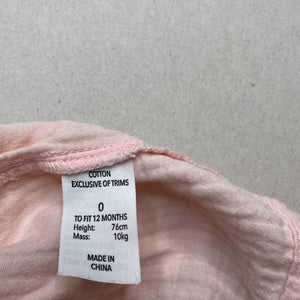 COTTON
EXCLUSIVE OF TRIMS
0
TO FIT 12 MONTHS
Height: 76cm
Mass: 10kg
MADE IN
CHINA